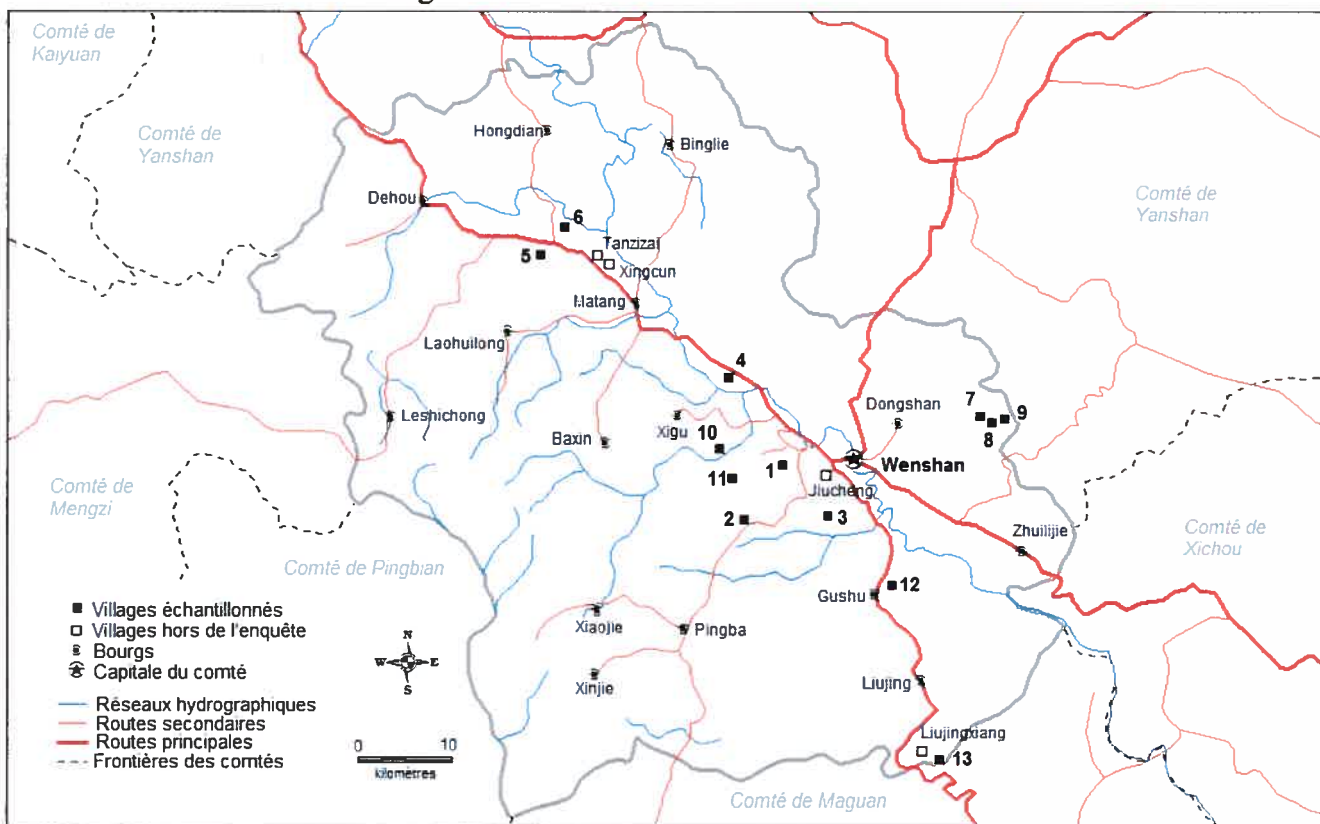 Comté de
Kaiyuan
Comté de
Yanshan
Hongdian
Binglie
Comté de
Yanshan
Dehou
6
Tanzizai
5
Xingcun
Matang
Laohuilong
4
Leshichong
Dongshan
7
9
8
Xigu
Baxin
10
Wenshan
1
11
Jiucheng
Comté de
Mengzi
2
3
Zhuilijie
Comté de
Xichou
Comté de Pingbian
12
Gushu
Villages échantillonnés
Villages hors de l'enquête
Bourgs
Capitale du comté
N
W
E
S
Xiaojie
Pingba
Xinjie
Liujing
Réseaux hydrographiques
Routes secondaires
Routes principales
Frontières des comtés
0 10
kilomètres
Liujingxiang
13
Comté de Maguan